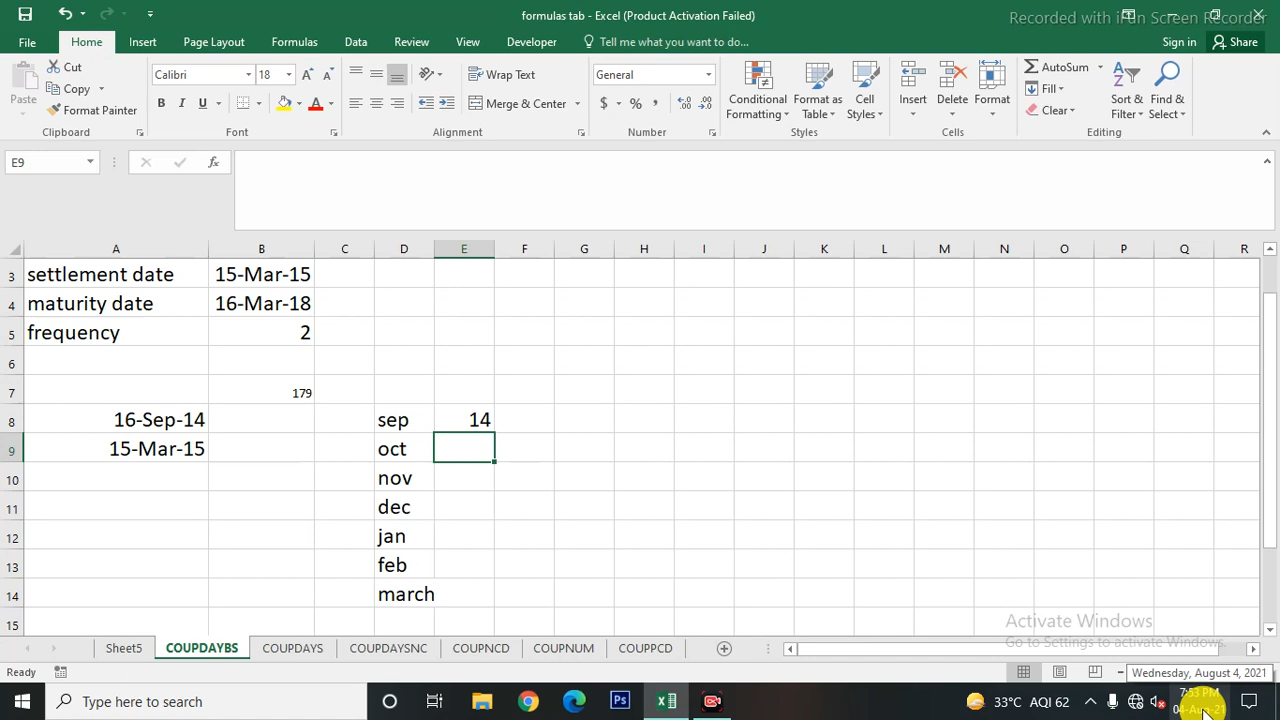 formulas tab - Excel (Product Activation Failed)
Recorded with iFun Screen Recorder
File Home Insert Page Layout Formulas Data Review View Developer Tell me what you want to do... Sign in Share
Paste Cut Copy Format Painter Clipboard
Calibri 18 A A B I U A Font
Wrap Text Merge & Center Alignment
General $ % , Number
Conditional Formatting Format as Table Cell Styles Styles
Insert Delete Format Cells
AutoSum Fill Clear Sort & Filter Find & Select Editing
E9 fx
A B C D E F G H I J K L M N O P Q R
3 settlement date 15-Mar-15
4 maturity date 16-Mar-18
5 frequency 2
6
7 179
8 16-Sep-14 sep 14
9 15-Mar-15 oct
10 nov
11 dec
12 jan
13 feb
14 march
15
Activate Windows
Go to Settings to activate Windows.
Sheet5 COUPDAYBS COUPDAYS COUPNUM COUPPCD
Ready
Wednesday, August 4, 2021
Type here to search
33°C AQI 62
7:53 PM
04-Aug-21